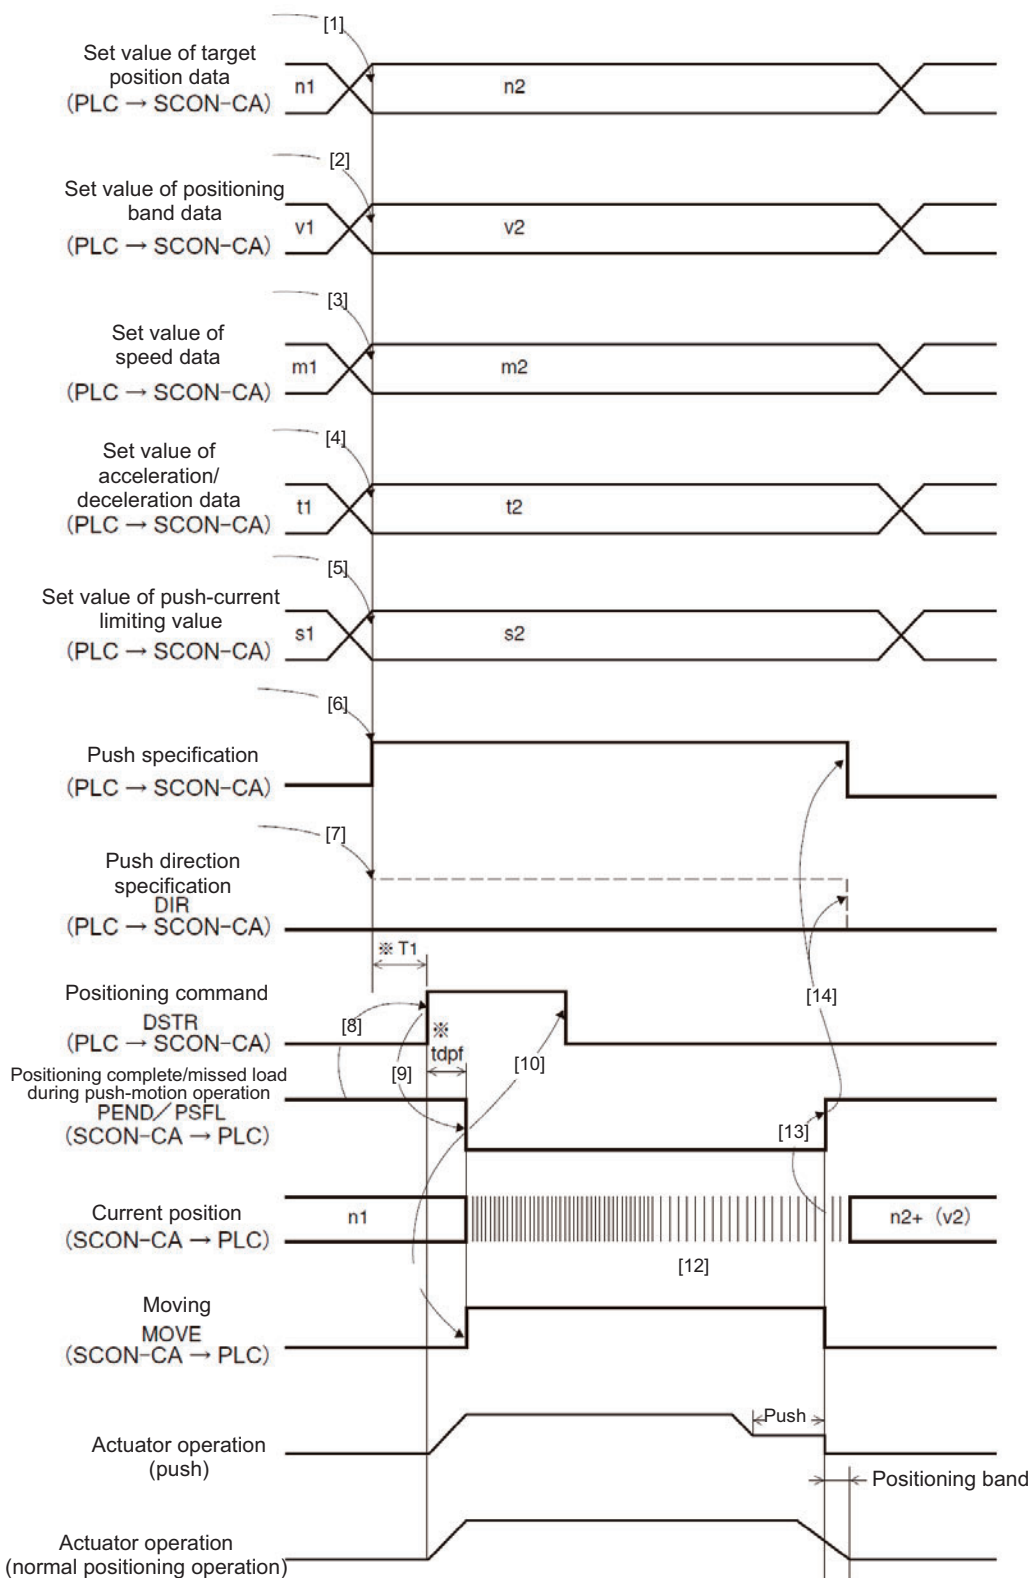 [1]
Set value of target
position data
(PLC → SCON-CA)
n1
n2
[2]
Set value of positioning
band data
(PLC → SCON-CA)
v1
v2
[3]
Set value of
speed data
(PLC → SCON-CA)
m1
m2
[4]
Set value of
acceleration/
deceleration data
(PLC → SCON-CA)
t1
t2
[5]
Set value of push-current
limiting value
(PLC → SCON-CA)
s1
s2
[6]
Push specification
(PLC → SCON-CA)
[7]
Push direction
specification
DIR
(PLC → SCON-CA)
※ T1
Positioning command
DSTR
(PLC → SCON-CA)
[8]
※
tdpf
[9]
[10]
[14]
Positioning complete/missed load
during push-motion operation
PEND/PSFL
(SCON-CA → PLC)
[13]
Current position
(SCON-CA → PLC)
n1
n2+ (v2)
[12]
Moving
MOVE
(SCON-CA → PLC)
Push
Actuator operation
(push)
Positioning band
Actuator operation
(normal positioning operation)